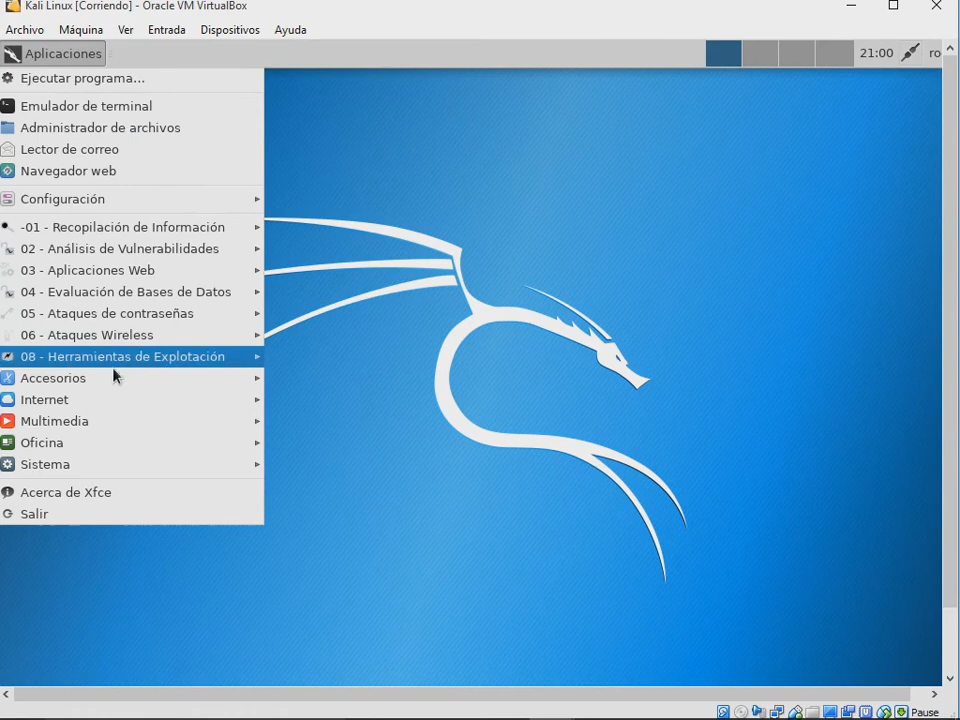 Kali Linux [Corriendo] - Oracle VM VirtualBox
Archivo Máquina Ver Entrada Dispositivos Ayuda
Aplicaciones 21:00 ro
Ejecutar programa...
Emulador de terminal
Administrador de archivos
Lector de correo
Navegador web
Configuración
-01 - Recopilación de Información
02 - Análisis de Vulnerabilidades
03 - Aplicaciones Web
04 - Evaluación de Bases de Datos
05 - Ataques de contraseñas
06 - Ataques Wireless
08 - Herramientas de Explotación
Accesorios
Internet
Multimedia
Oficina
Sistema
Acerca de Xfce
Salir
Pause